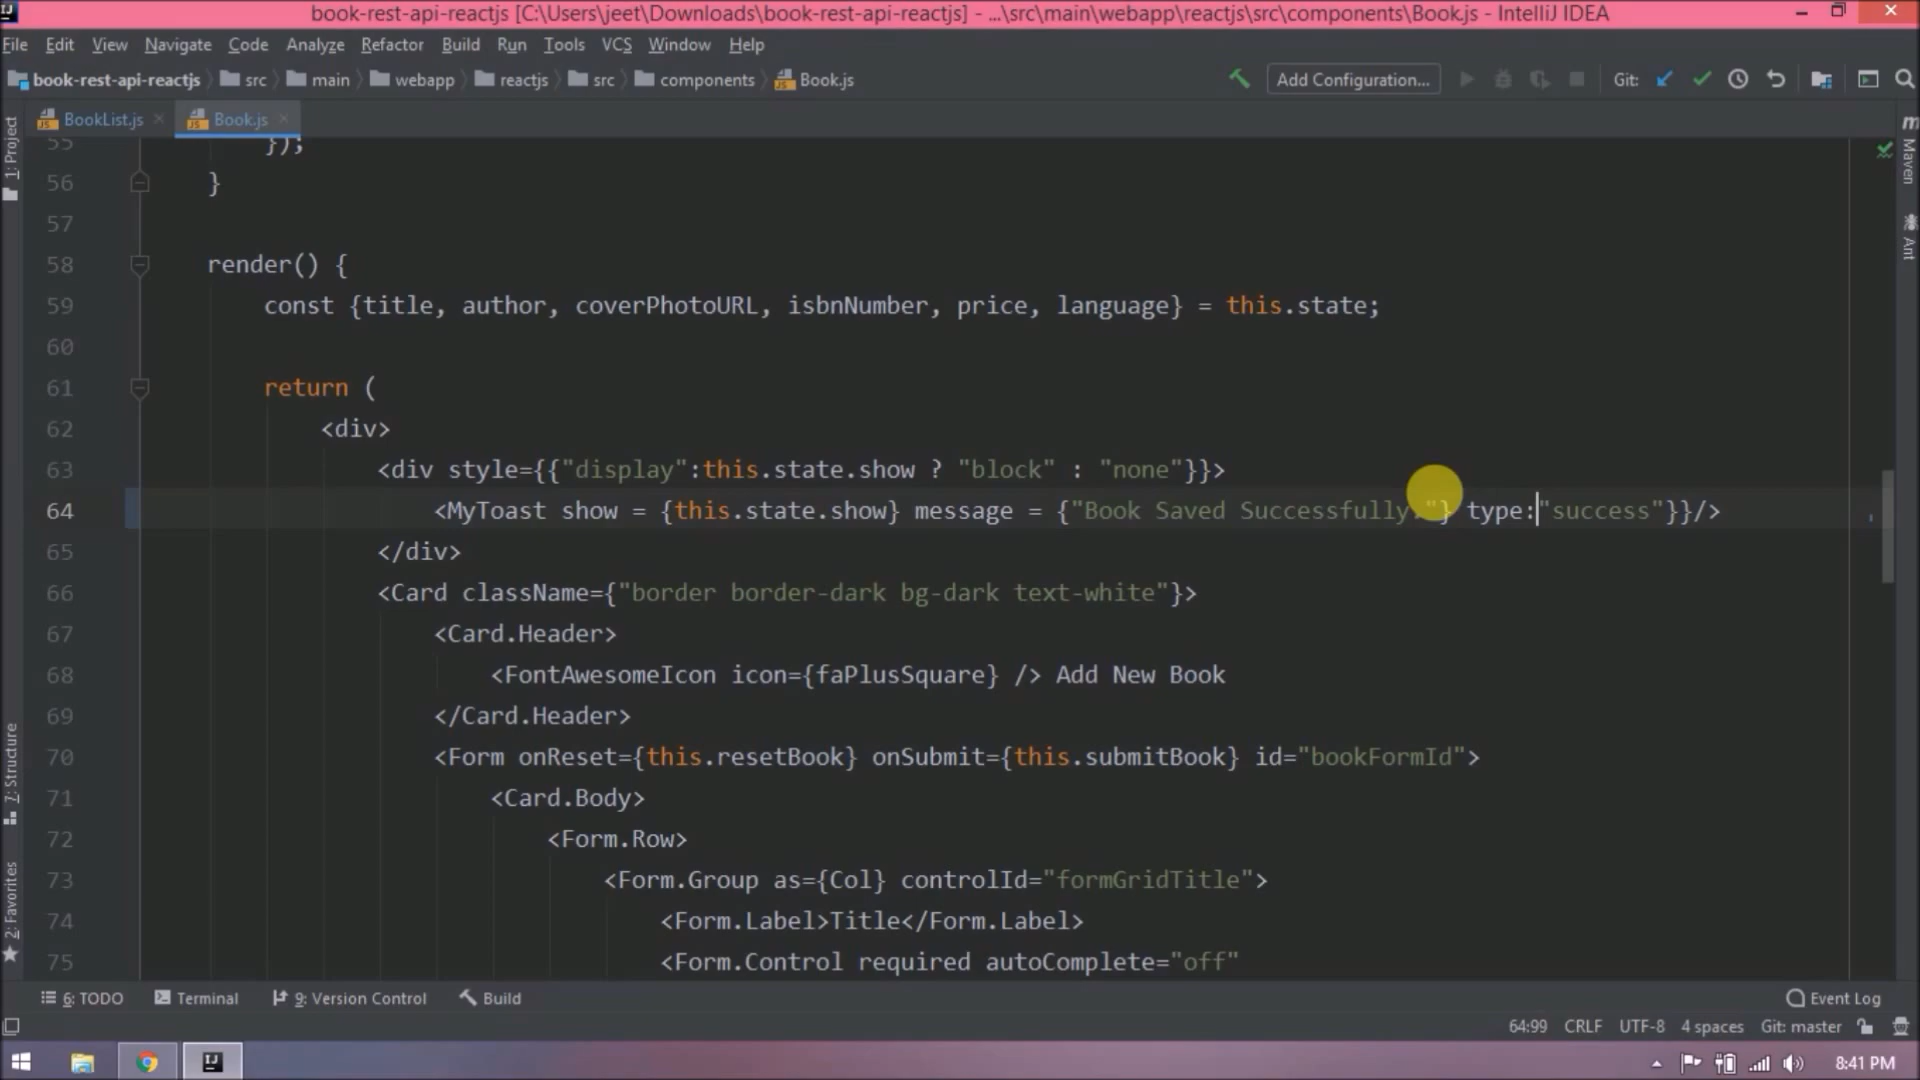 book-rest-api-reactjs [C:\Users\jeet\Downloads\book-rest-api-reactjs] - ...\src\main\webapp\reactjs\src\components\Book.js - IntelliJ IDEA
File Edit View Navigate Code Analyze Refactor Build Run Tools VCS Window Help
book-rest-api-reactjs src main webapp reactjs src components Book.js Add Configuration... Git:
BookList.js Book.js
1: Project
Maven
Ant
7: Structure
2: Favorites
55 });
56 }
57
58 render() {
59 const {title, author, coverPhotoURL, isbnNumber, price, language} = this.state;
60
61 return (
62 <div>
63 <div style={{"display":this.state.show ? "block" : "none"}}>
64 <MyToast show = {this.state.show} message = {"Book Saved Successfully."} type:"success"}}/>
65 </div>
66 <Card className={"border border-dark bg-dark text-white"}>
67 <Card.Header>
68 <FontAwesomeIcon icon={faPlusSquare} /> Add New Book
69 </Card.Header>
70 <Form onReset={this.resetBook} onSubmit={this.submitBook} id="bookFormId">
71 <Card.Body>
72 <Form.Row>
73 <Form.Group as={Col} controlId="formGridTitle">
74 <Form.Label>Title</Form.Label>
75 <Form.Control required autoComplete="off"
6: TODO Terminal 9: Version Control Build Event Log
64:99 CRLF UTF-8 4 spaces Git: master
8:41 PM